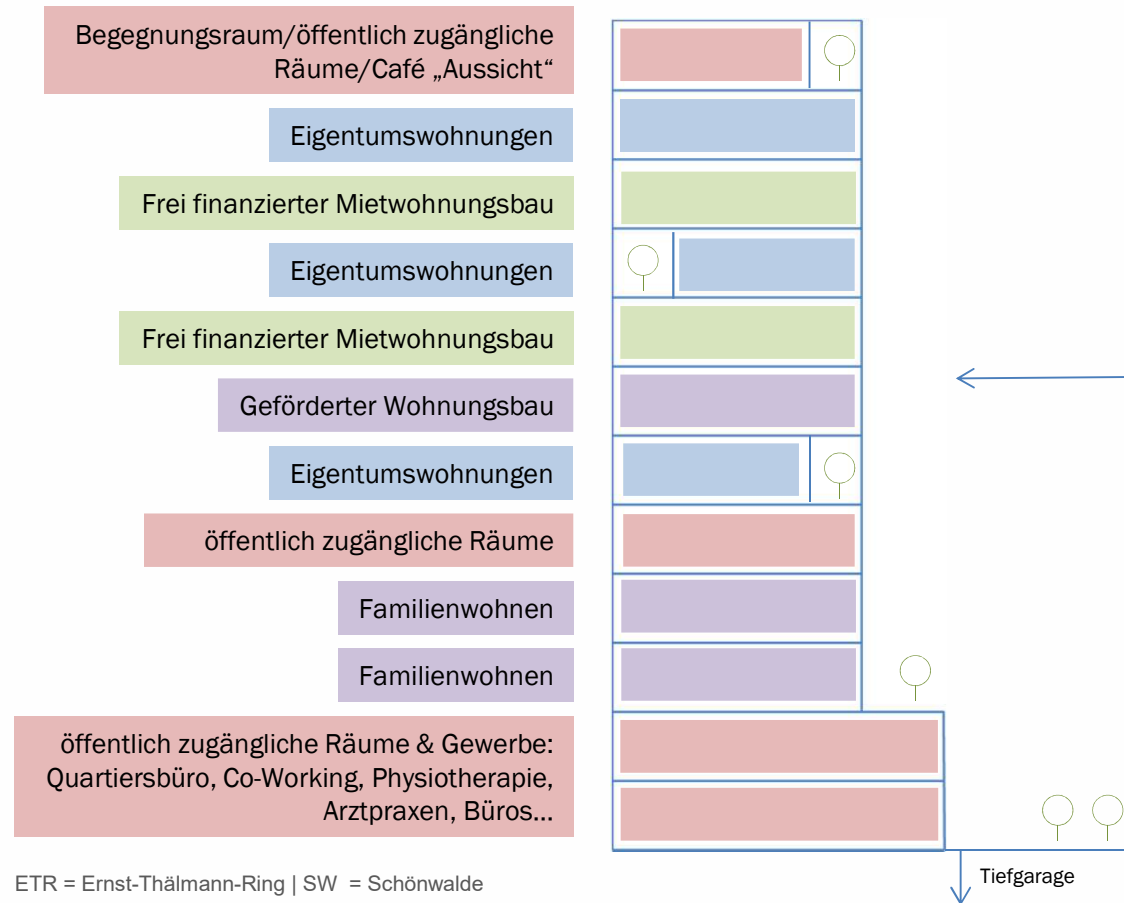 Begegnungsraum/öffentlich zugängliche
Räume/Café „Aussicht“
Eigentumswohnungen
Frei finanzierter Mietwohnungsbau
Eigentumswohnungen
Frei finanzierter Mietwohnungsbau
Geförderter Wohnungsbau
Eigentumswohnungen
öffentlich zugängliche Räume
Familienwohnen
Familienwohnen
öffentlich zugängliche Räume & Gewerbe:
Quartiersbüro, Co-Working, Physiotherapie,
Arztpraxen, Büros...
Tiefgarage
ETR = Ernst-Thälmann-Ring | SW = Schönwalde